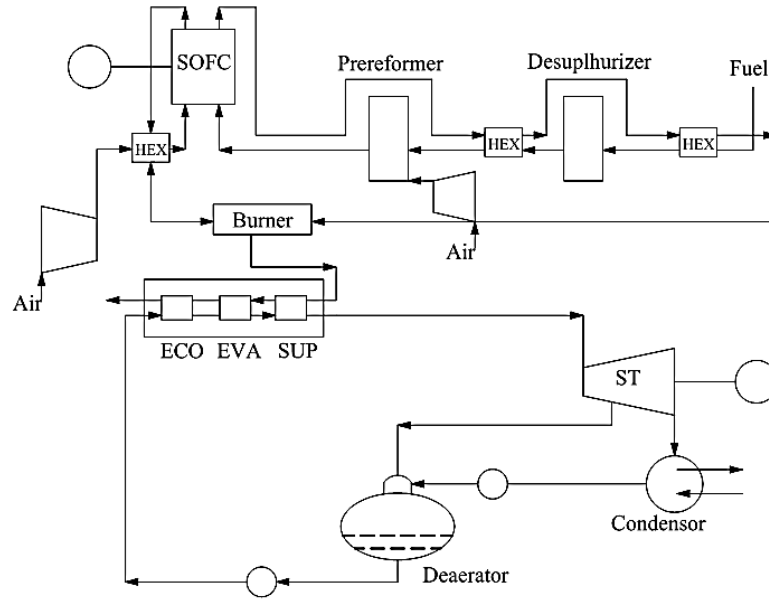 SOFC
Prereformer
Desuplhurizer
Fuel
HEX
HEX
HEX
Burner
Air
Air
ECO EVA SUP
ST
Condensor
Deaerator